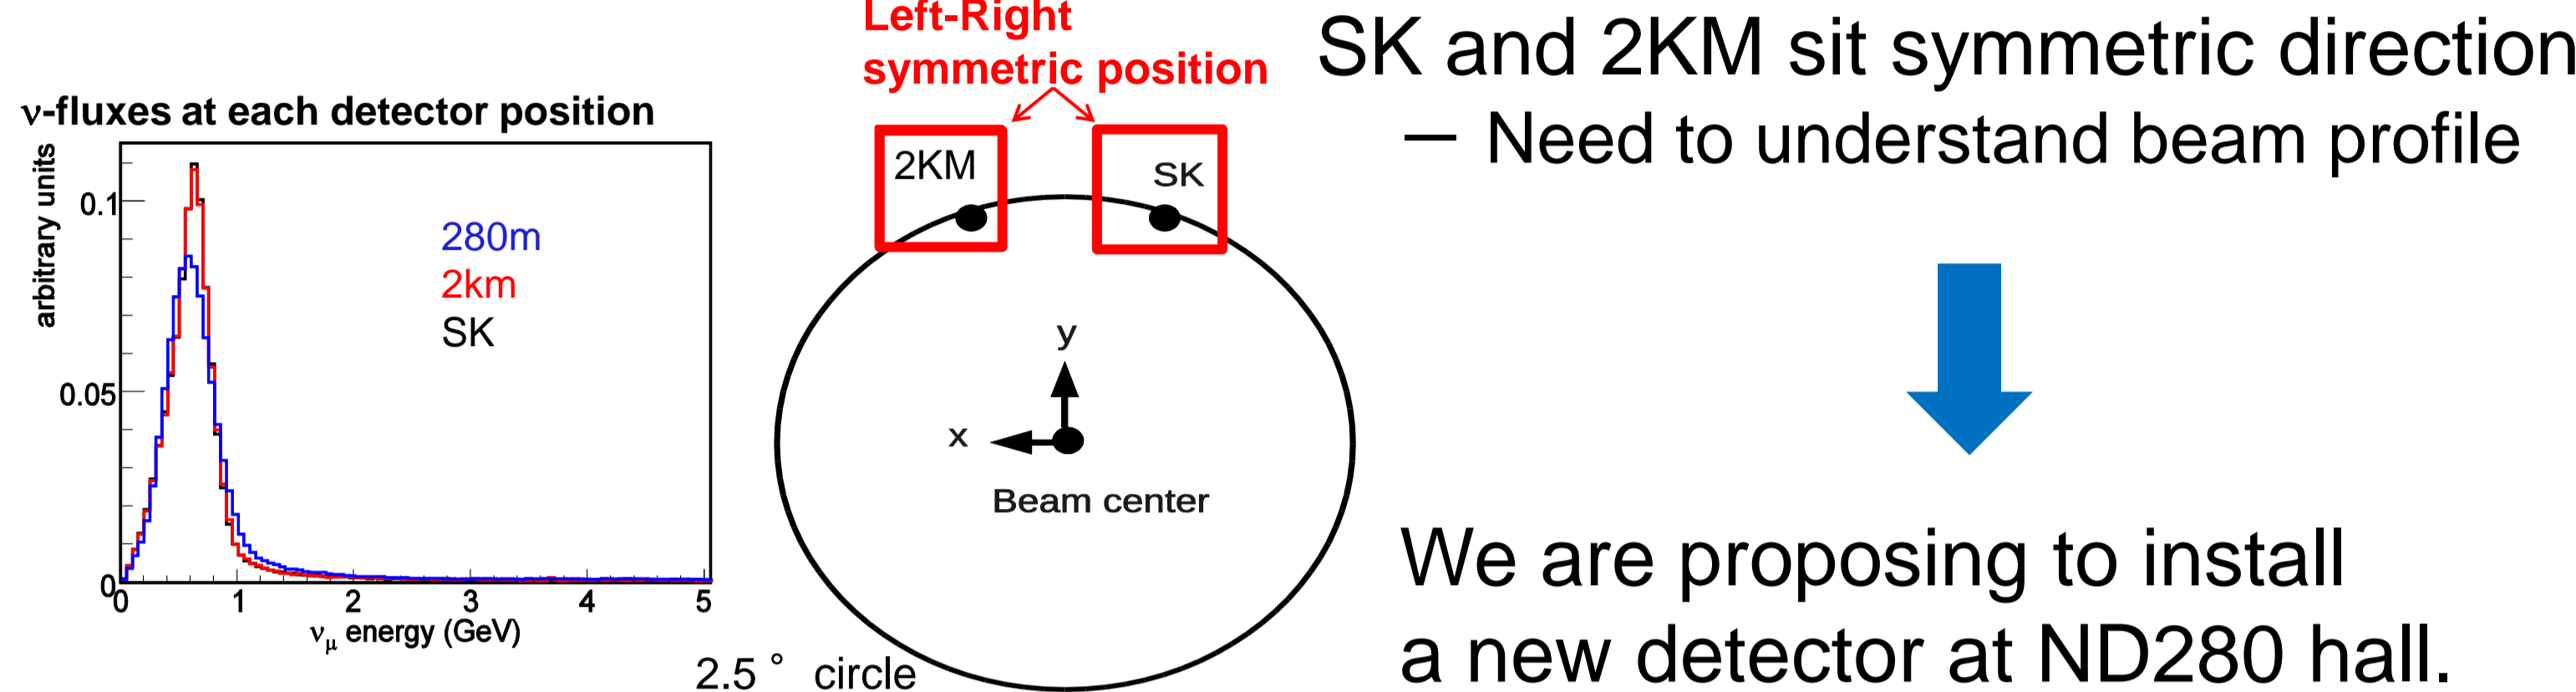 Left-Right
symmetric position
SK and 2KM sit symmetric direction
− Need to understand beam profile
ν-fluxes at each detector position
arbitrary units
0.1
0.05
0
0
1
2
3
4
5
νμ energy (GeV)
280m
2km
SK
2KM
SK
y
x
Beam center
2.5° circle
We are proposing to install
a new detector at ND280 hall.